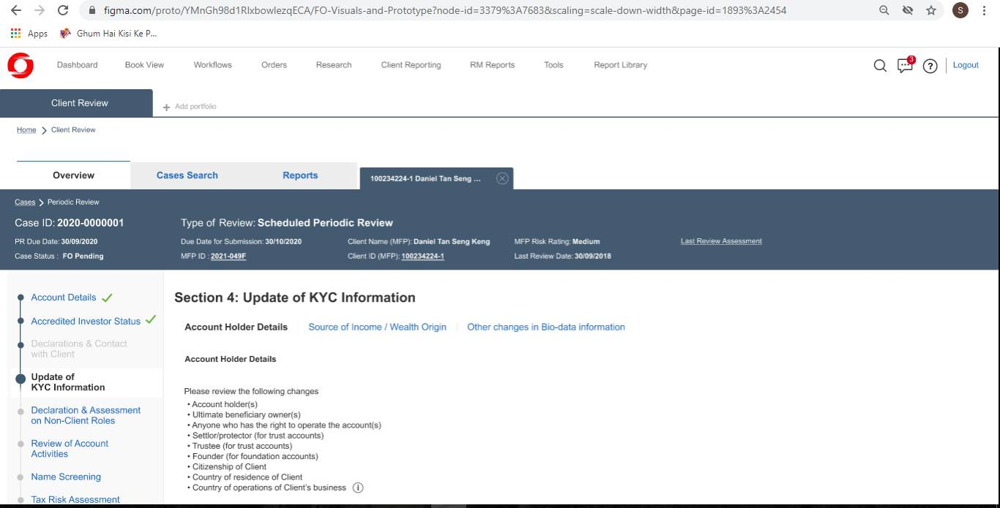 figma.com/proto/YMnGh98d1RlxbowlezqECA/FO-Visuals-and-Prototype?node-id=3379%3A7683&scaling=scale-down-width&page-id=1893%3A2454
S
Apps Ghum Hai Kisi Ke P...
Dashboard Book View Workflows Orders Research Client Reporting RM Reports Tools Report Library 3 ? Logout
Client Review + Add portfolio
Home > Client Review
Overview Cases Search Reports 100234224-1 Daniel Tan Seng ...
Cases > Periodic Review
Case ID: 2020-0000001 Type of Review: Scheduled Periodic Review
PR Due Date: 30/09/2020 Due Date for Submission: 30/10/2020 Client Name (MFP): Daniel Tan Seng Keng MFP Risk Rating: Medium Last Review Assessment
Case Status : FO Pending MFP ID : 2021-049F Client ID (MFP): 100234224-1 Last Review Date: 30/09/2018
Account Details
Accredited Investor Status
Declarations & Contact
with Client
Update of
KYC Information
Declaration & Assessment
on Non-Client Roles
Review of Account
Activities
Name Screening
Tax Risk Assessment
Section 4: Update of KYC Information
Account Holder Details Source of Income / Wealth Origin Other changes in Bio-data information
Account Holder Details
Please review the following changes
• Account holder(s)
• Ultimate beneficiary owner(s)
• Anyone who has the right to operate the account(s)
• Settlor/protector (for trust accounts)
• Trustee (for trust accounts)
• Founder (for foundation accounts)
• Citizenship of Client
• Country of residence of Client
• Country of operations of Client's business i